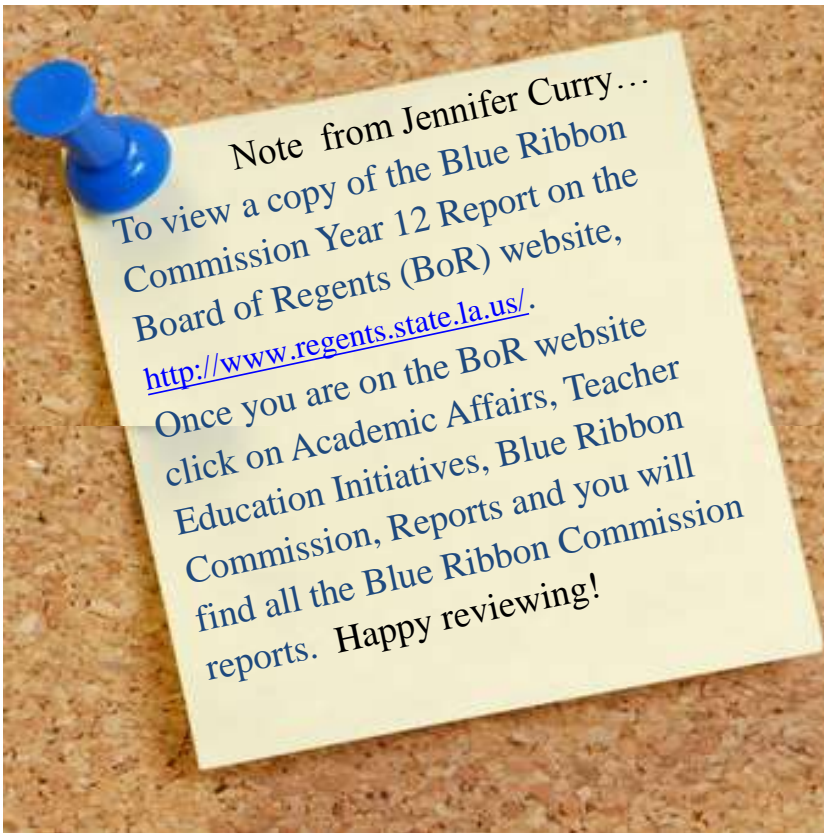 Note from Jennifer Curry…
To view a copy of the Blue Ribbon
Commission Year 12 Report on the
Board of Regents (BoR) website,
http://www.regents.state.la.us/.
Once you are on the BoR website
click on Academic Affairs, Teacher
Education Initiatives, Blue Ribbon
Commission, Reports and you will
find all the Blue Ribbon Commission
reports. Happy reviewing!